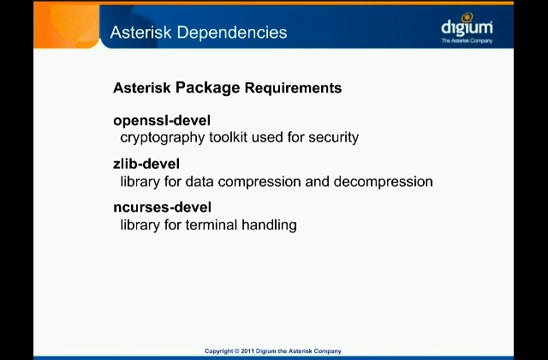 Asterisk Dependencies
digium
The Asterisk Company
Asterisk Package Requirements
openssl-devel
cryptography toolkit used for security
zlib-devel
library for data compression and decompression
ncurses-devel
library for terminal handling
Copyright © 2011 Digium the Asterisk Company